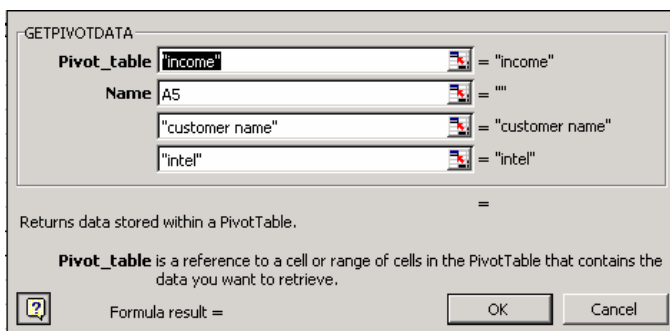 GETPIVOTDATA
Pivot_table "income" = "income"
Name A5 = ""
"customer name" = "customer name"
"intel" = "intel"
=
Returns data stored within a PivotTable.
Pivot_table is a reference to a cell or range of cells in the PivotTable that contains the
data you want to retrieve.
Formula result =
OK Cancel